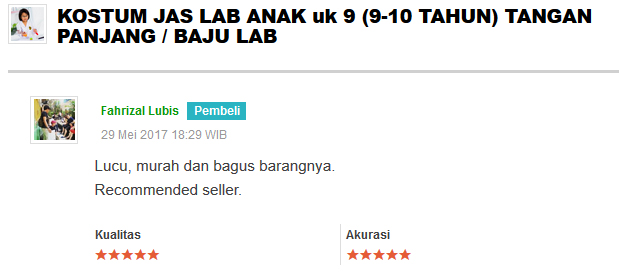 KOSTUM JAS LAB ANAK uk 9 (9-10 TAHUN) TANGAN
PANJANG / BAJU LAB
Fahrizal Lubis Pembeli
29 Mei 2017 18:29 WIB
Lucu, murah dan bagus barangnya.
Recommended seller.
Kualitas Akurasi